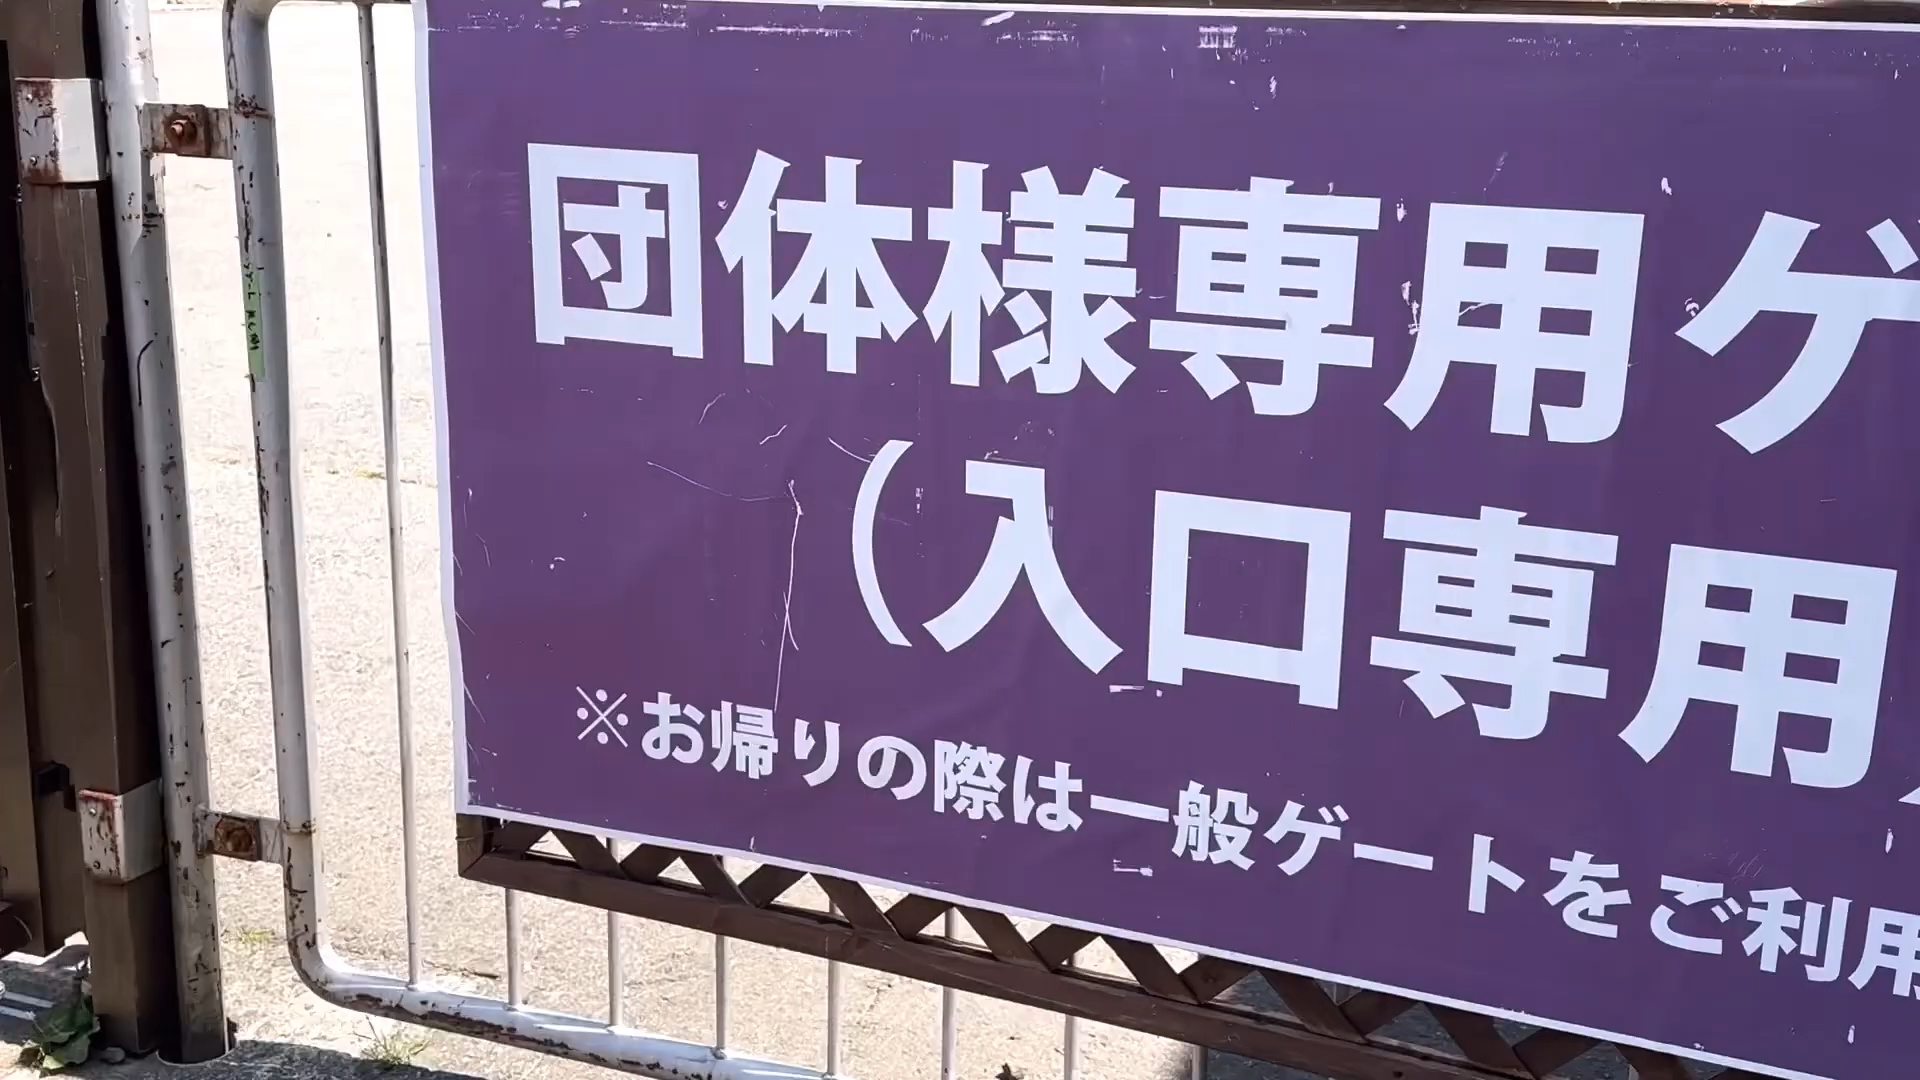 団体様専用ゲ
（入口専用
※お帰りの際は一般ゲートをご利用